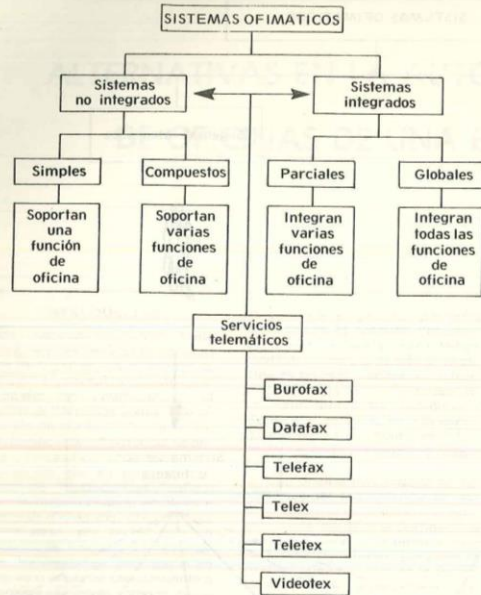 SISTEMAS OFIMATICOS
Sistemas
no integrados
Sistemas
integrados
Simples
Compuestos
Parciales
Globales
Soportan
una
función
de
oficina
Soportan
varias
funciones
de
oficina
Integran
varias
funciones
de
oficina
Integran
todas las
funciones
de
oficina
Servicios
telemáticos
Burofax
Datafax
Telefax
Telex
Teletex
Videotex